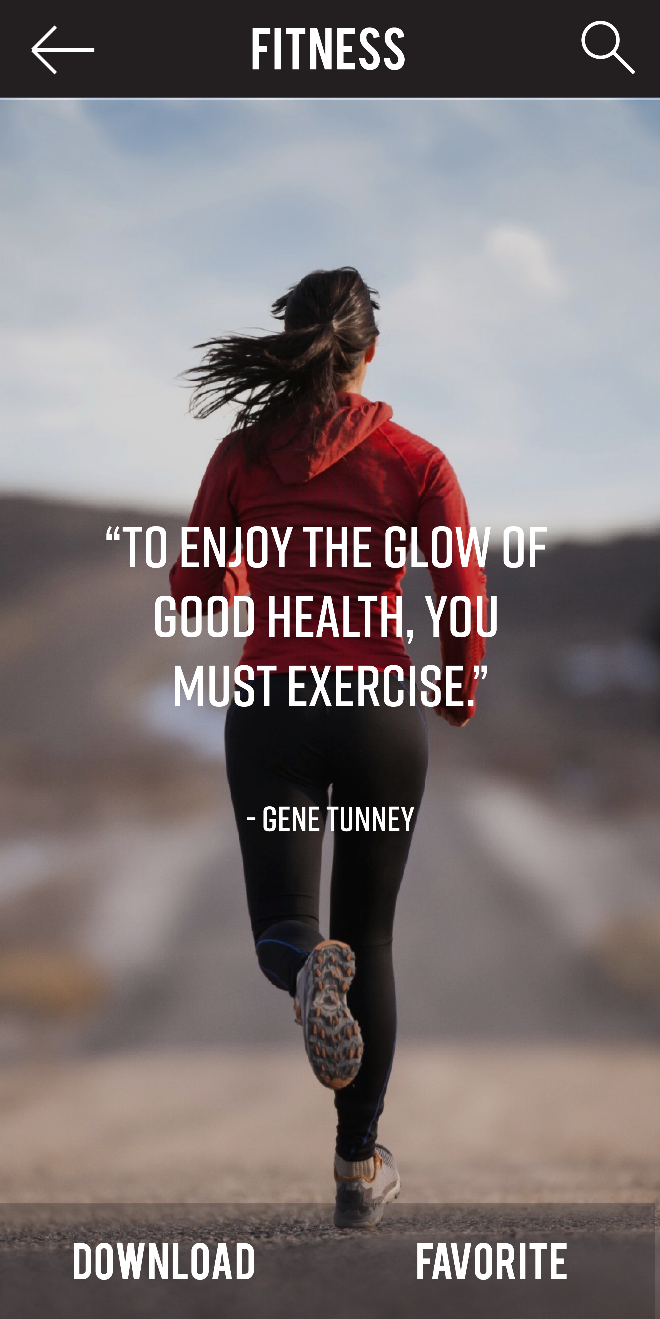 FITNESS
“TO ENJOY THE GLOW OF
GOOD HEALTH, YOU
MUST EXERCISE.”
- GENE TUNNEY
DOWNLOAD
FAVORITE